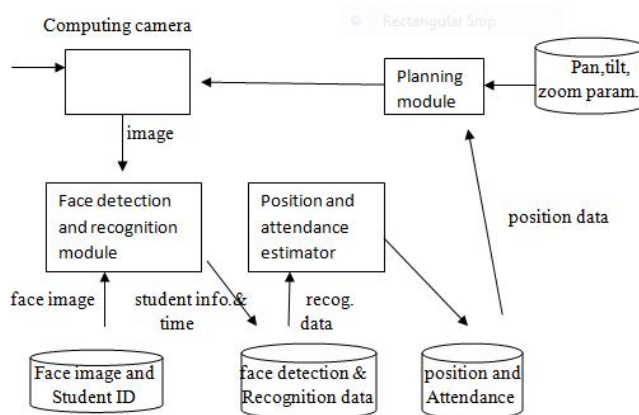 Computing camera
Rectangular Snip
Planning
module
Pan,tilt,
zoom param.
image
Face detection
and recognition
module
Position and
attendance
estimator
position data
face image
student info.&
time
recog.
data
Face image and
Student ID
face detection &
Recognition data
position and
Attendance